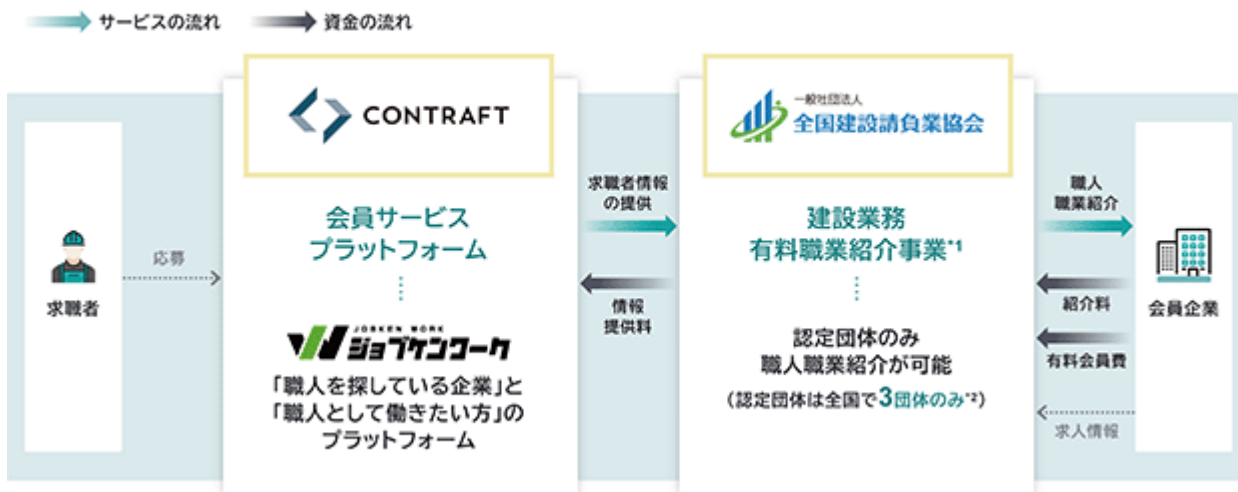 サービスの流れ
資金の流れ
求職者
応募
CONTRAFT
会員サービス
プラットフォーム
JOBKEN WORK
ジョブケンワーク
「職人を探している企業」と
「職人として働きたい方」の
プラットフォーム
求職者情報
の提供
情報
提供料
一般社団法人
全国建設請負業協会
建設業務
有料職業紹介事業*1
認定団体のみ
職人職業紹介が可能
(認定団体は全国で3団体のみ*2)
職人
職業紹介
紹介料
有料会員費
求人情報
会員企業